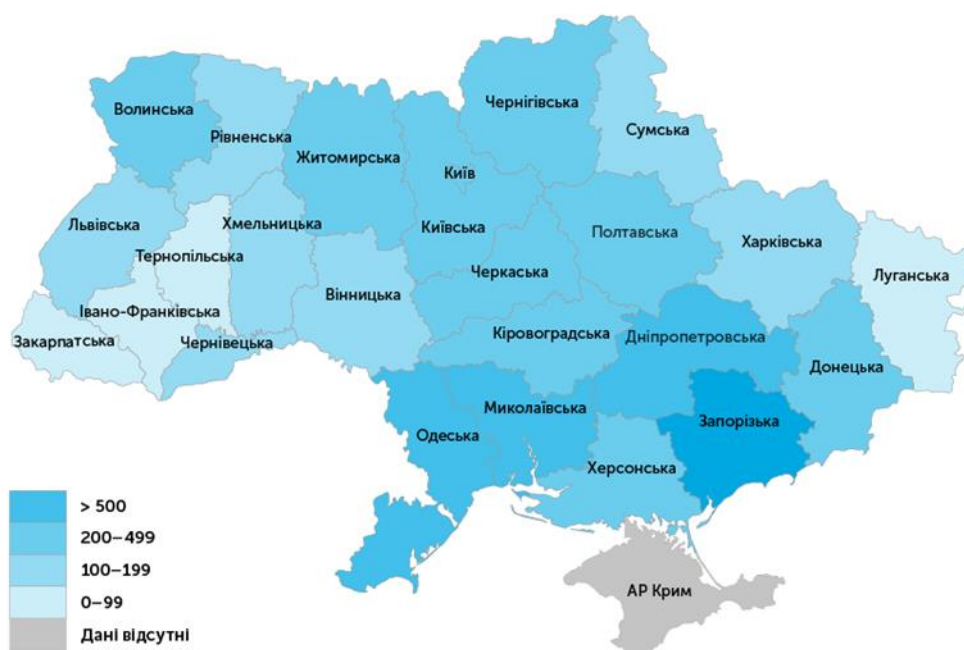 Чернігівська
Волинська
Сумська
Рівненська
Житомирська
Київ
Львівська
Хмельницька
Київська
Полтавська
Харківська
Тернопільська
Черкаська
Луганська
Вінницька
Івано-Франківська
Кіровоградська
Дніпропетровська
Закарпатська
Чернівецька
Донецька
Миколаївська
Запорізька
Одеська
Херсонська
> 500
200–499
100–199
0–99
Дані відсутні
АР Крим